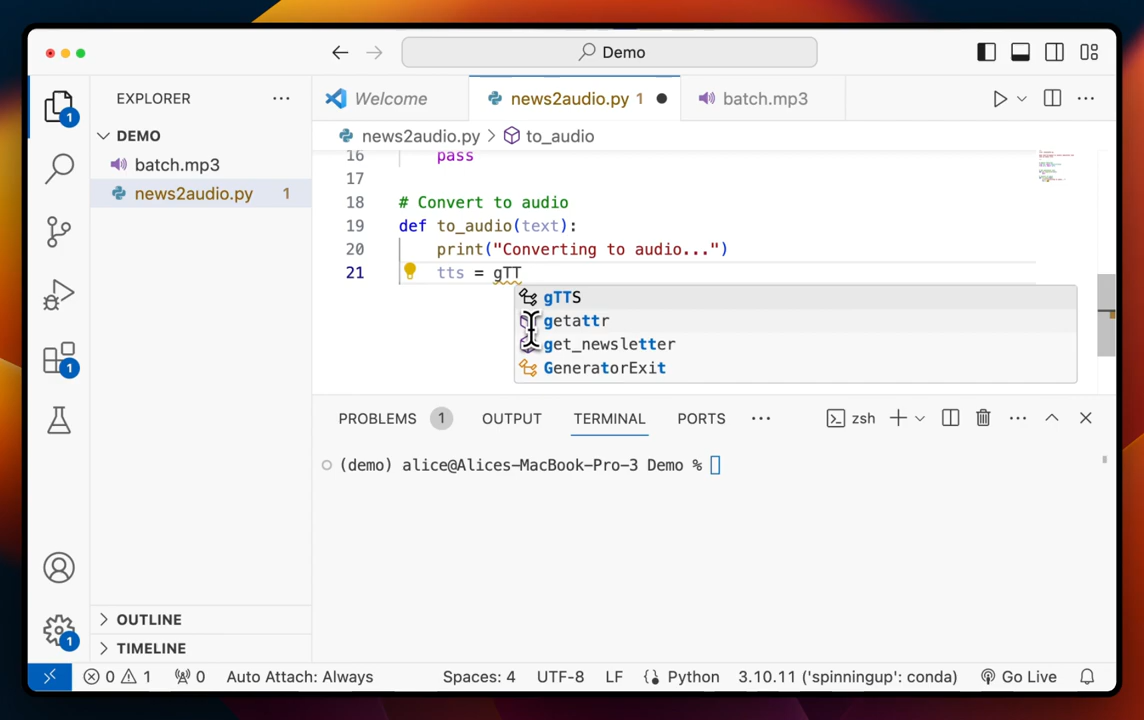 Demo
EXPLORER
Welcome
news2audio.py 1
batch.mp3
DEMO
batch.mp3
news2audio.py 1
news2audio.py > to_audio
16 pass
17
18 # Convert to audio
19 def to_audio(text):
20 print("Converting to audio...")
21 tts = gTT
gTTS
getattr
get_newsletter
GeneratorExit
PROBLEMS 1 OUTPUT TERMINAL PORTS
zsh
(demo) alice@Alices-MacBook-Pro-3 Demo %
1
1
1
OUTLINE
TIMELINE
0 1 0 Auto Attach: Always Spaces: 4 UTF-8 LF Python 3.10.11 ('spinningup': conda) Go Live